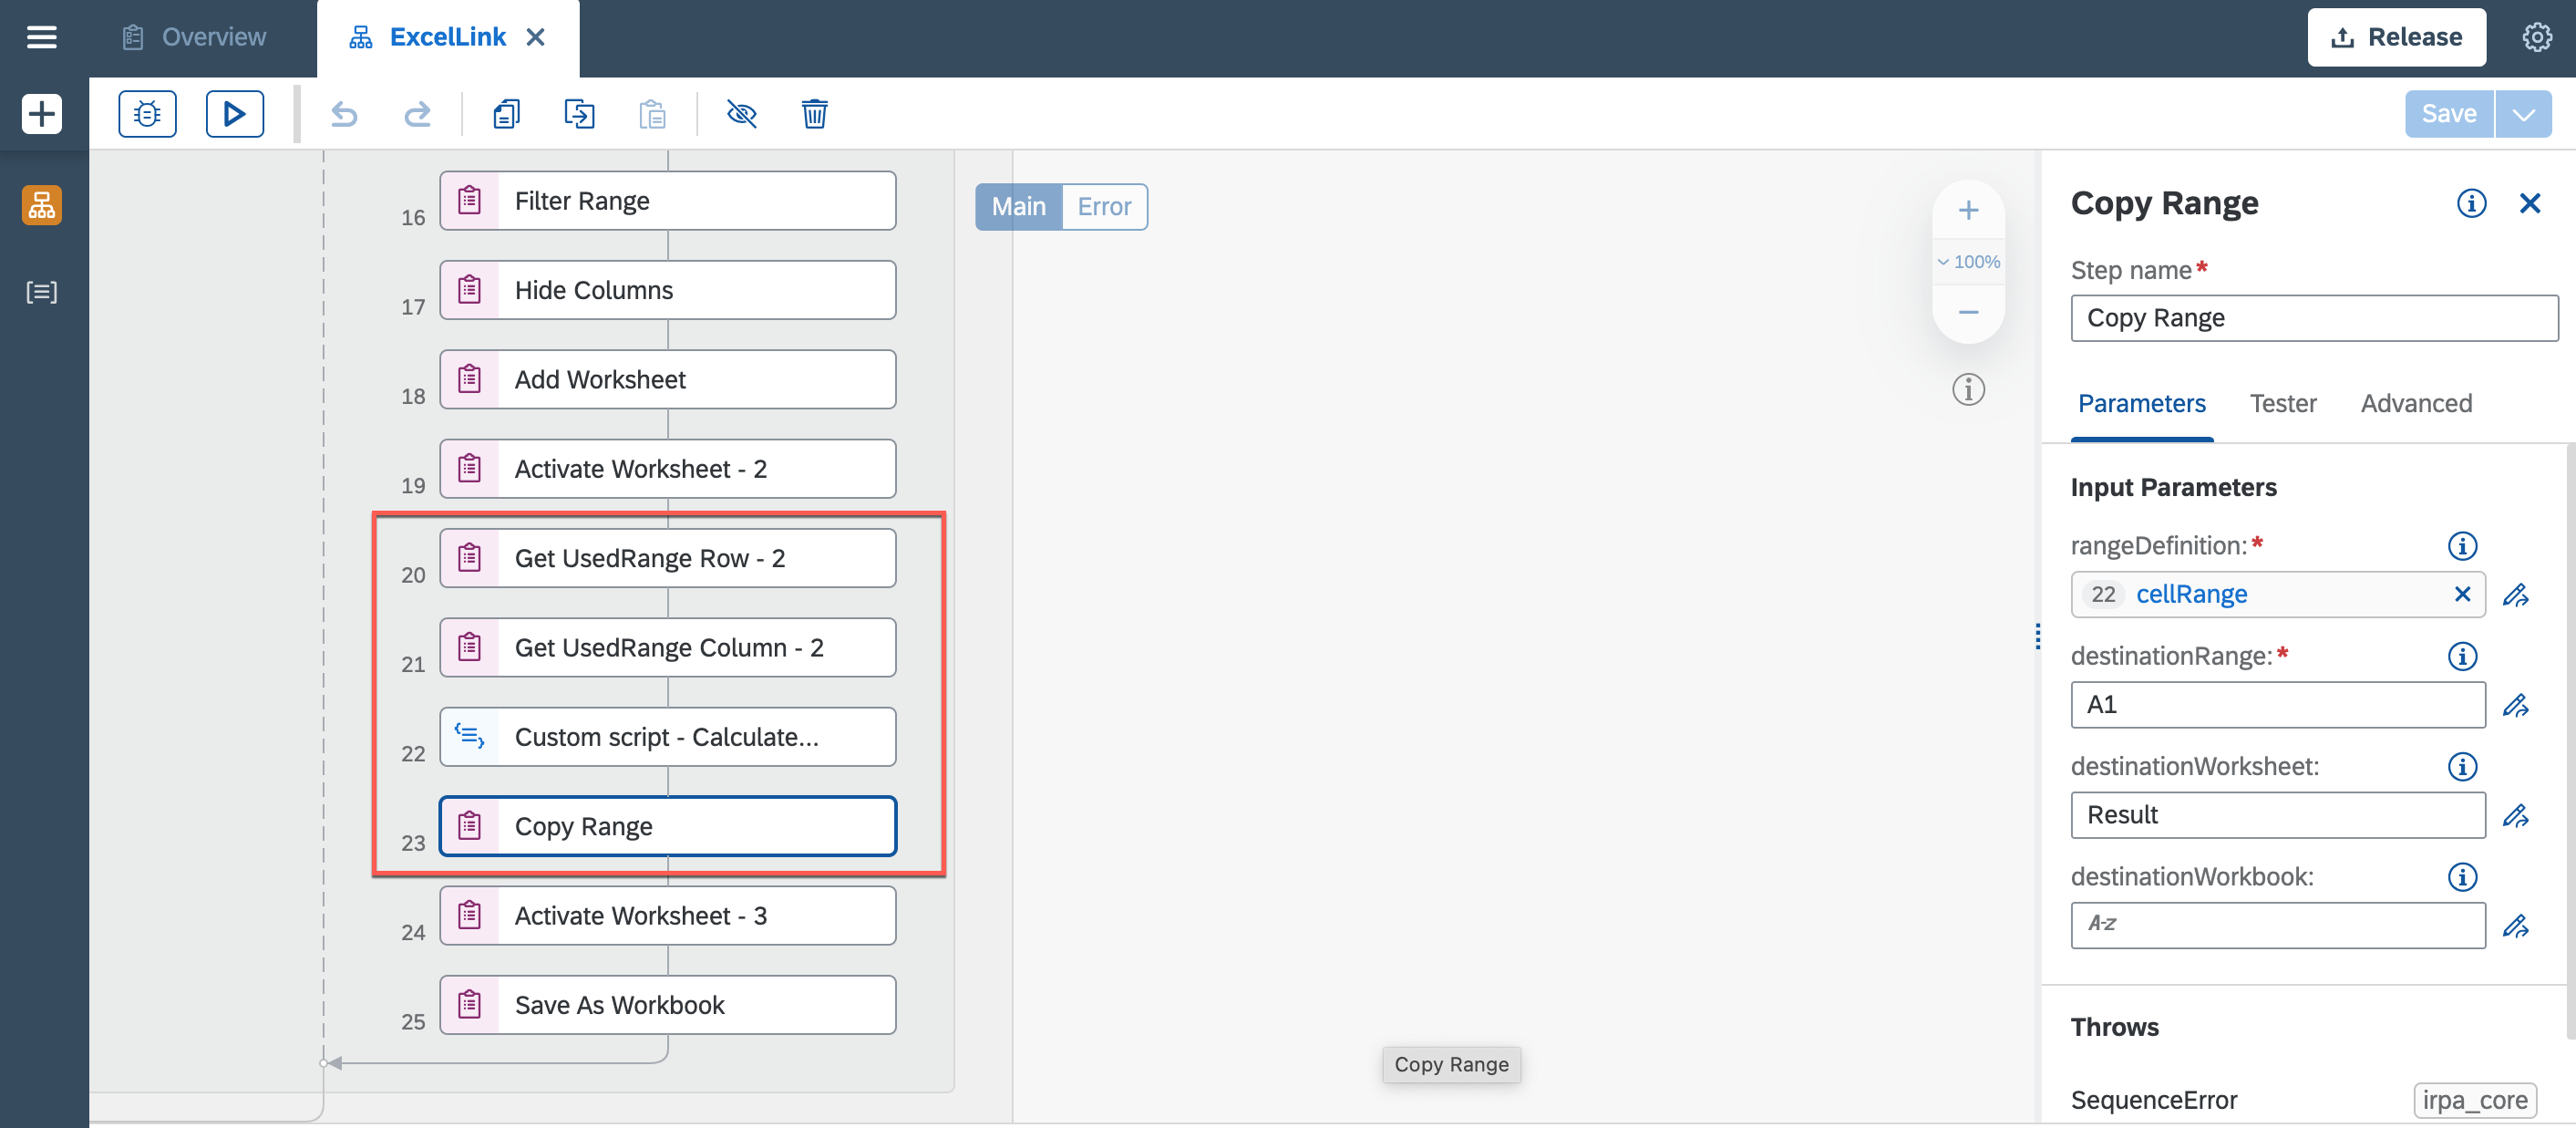 Overview
ExcelLink
Release
Save
16 Filter Range
17 Hide Columns
18 Add Worksheet
19 Activate Worksheet - 2
20 Get UsedRange Row - 2
21 Get UsedRange Column - 2
22 Custom script - Calculate...
23 Copy Range
24 Activate Worksheet - 3
25 Save As Workbook
Main Error
100%
Copy Range
Copy Range
Step name*
Copy Range
Parameters Tester Advanced
Input Parameters
rangeDefinition:*
22 cellRange
destinationRange:*
A1
destinationWorksheet:
Result
destinationWorkbook:
A-z
Throws
SequenceError irpa_core